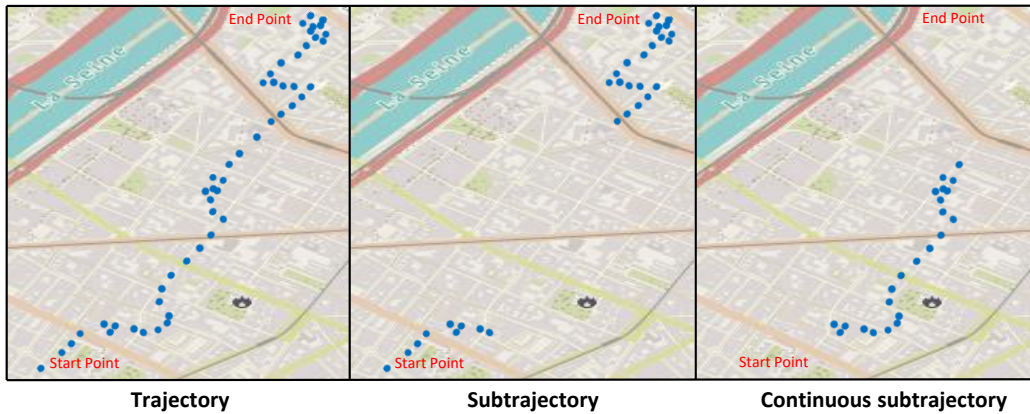 End Point
La Seine
Start Point
Trajectory
End Point
La Seine
Start Point
Subtrajectory
End Point
La Seine
Start Point
Continuous subtrajectory